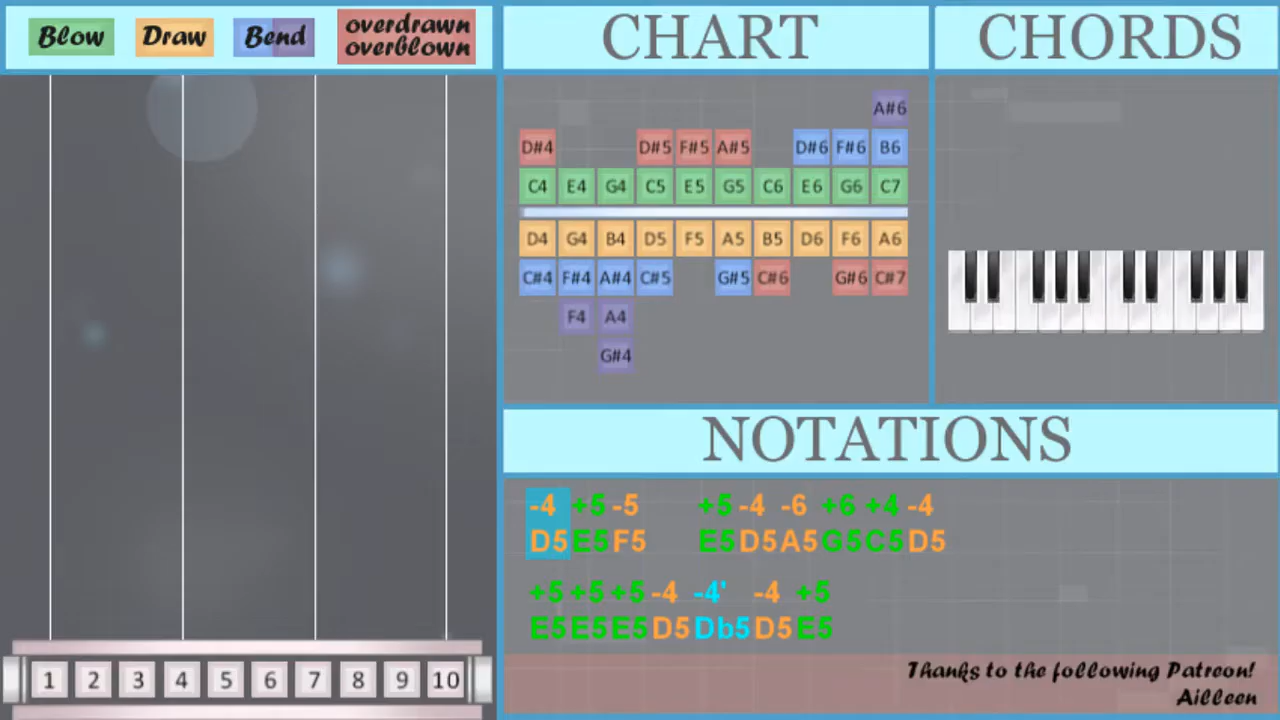 Blow Draw Bend overdrawn overblown
CHART
CHORDS
A#6
D#4 D#5 F#5 A#5 D#6 F#6 B6
C4 E4 G4 C5 E5 G5 C6 E6 G6 C7
D4 G4 B4 D5 F5 A5 B5 D6 F6 A6
C#4 F#4 A#4 C#5 G#5 C#6 G#6 C#7
F4 A4
G#4
NOTATIONS
-4 +5 -5 +5 -4 -6 +6 +4 -4
D5 E5 F5 E5 D5 A5 G5 C5 D5
+5 +5 +5 -4 -4' -4 +5
E5 E5 E5 D5 Db5 D5 E5
1 2 3 4 5 6 7 8 9 10
Thanks to the following Patreon!
Ailleen